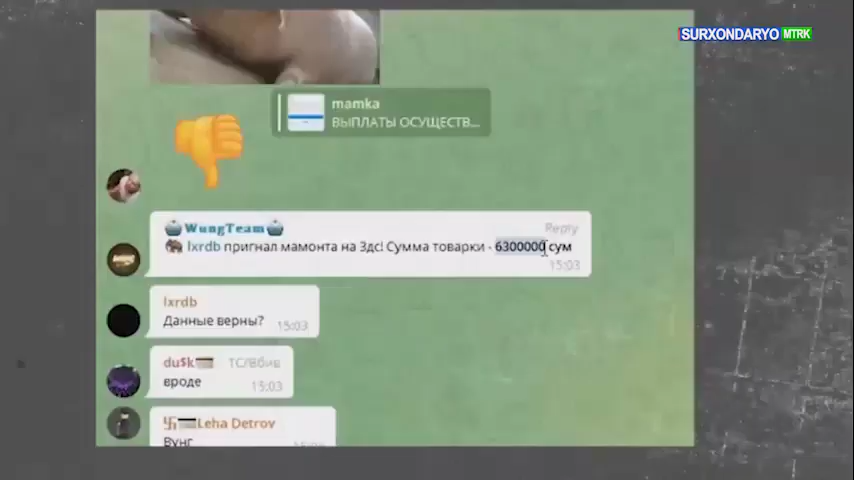 SURXONDARYO MTRK
mamka
ВЫПЛАТЫ ОСУЩЕСТВ...
WungTeam
Reply
lxrdb пригнал мамонта на 3дс! Сумма товарки - 6300000 сум
15:03
lxrdb
Данные верны?
15:03
du$k ТС/Вбив
вроде
15:03
卐 Leha Detrov
Вунг